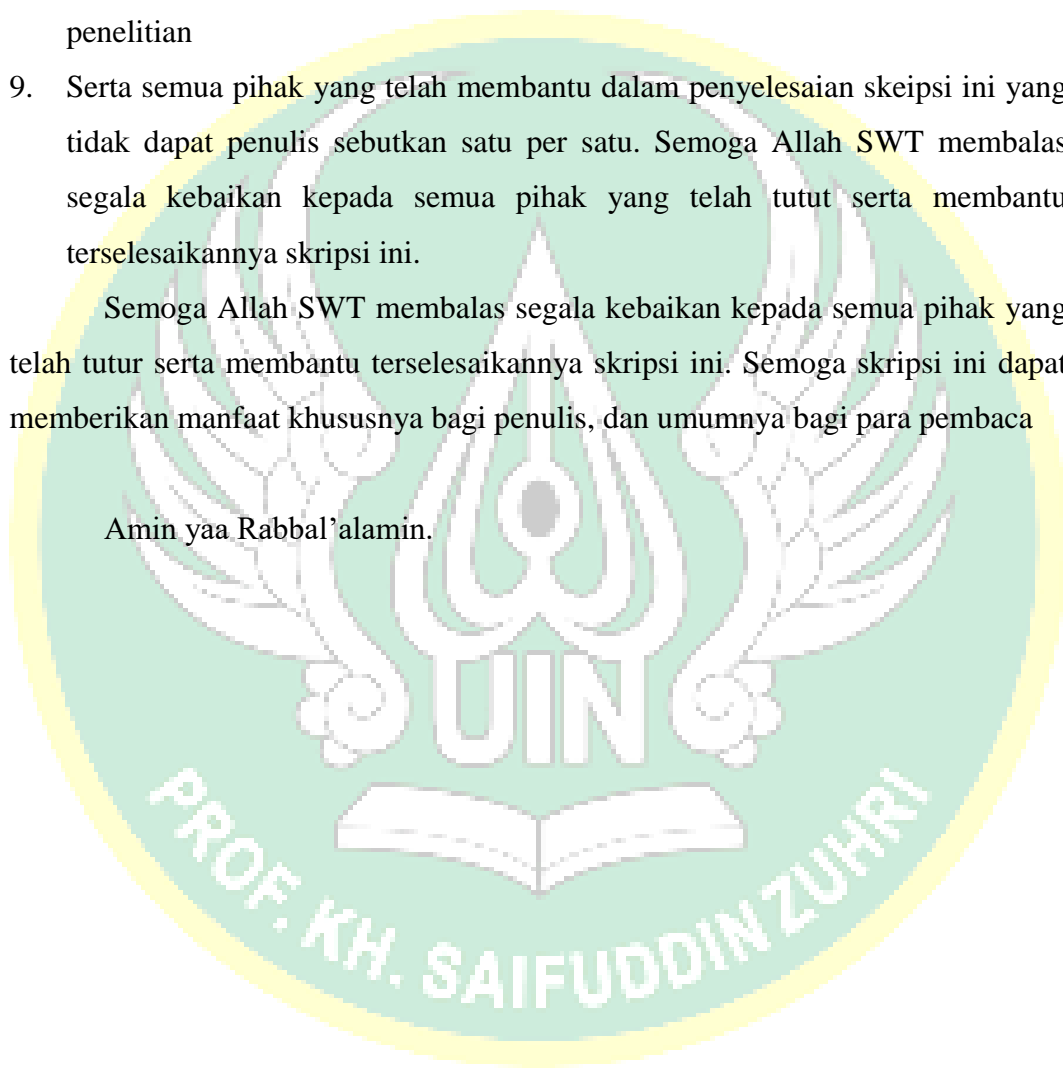 penelitian
9. Serta semua pihak yang telah membantu dalam penyelesaian skeipsi ini yang
tidak dapat penulis sebutkan satu per satu. Semoga Allah SWT membalas
segala kebaikan kepada semua pihak yang telah tutut serta membantu
terselesaikannya skripsi ini.
Semoga Allah SWT membalas segala kebaikan kepada semua pihak yang
telah tutur serta membantu terselesaikannya skripsi ini. Semoga skripsi ini dapat
memberikan manfaat khususnya bagi penulis, dan umumnya bagi para pembaca
Amin yaa Rabbal’alamin.
UIN
PROF. KH. SAIFUDDIN ZUHRI